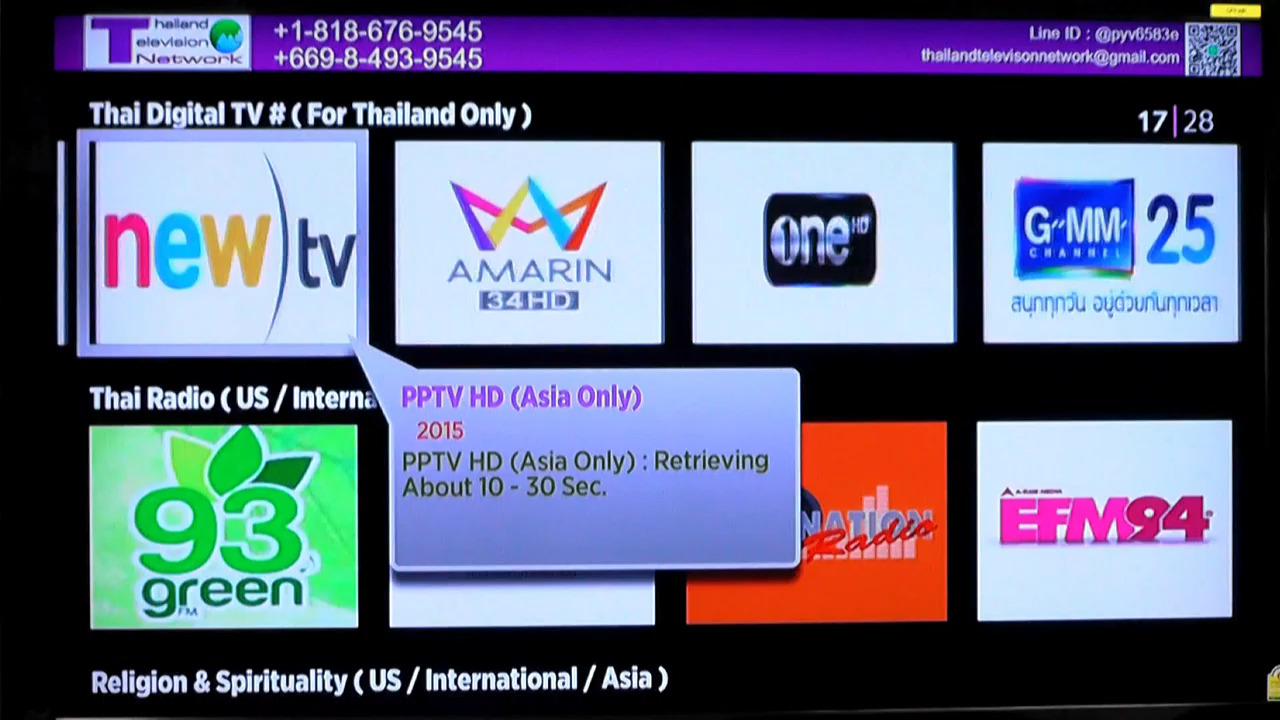 Thailand
Television
Network
+1-818-676-9545
+669-8-493-9545
Line ID : @pyv6583e
thailandtelevisonnetwork@gmail.com
Thai Digital TV # ( For Thailand Only )
17|28
new)tv
AMARIN
34HD
one HD
GMM 25
CHANNEL
สนุกทุกวัน อยู่ด้วยกันทุกเวลา
Thai Radio ( US / Interna
PPTV HD (Asia Only)
2015
PPTV HD (Asia Only) : Retrieving
About 10 - 30 Sec.
93
green
FM
NATION
Radio
A-TIME MEDIA
EFM94
Religion & Spirituality ( US / International / Asia )